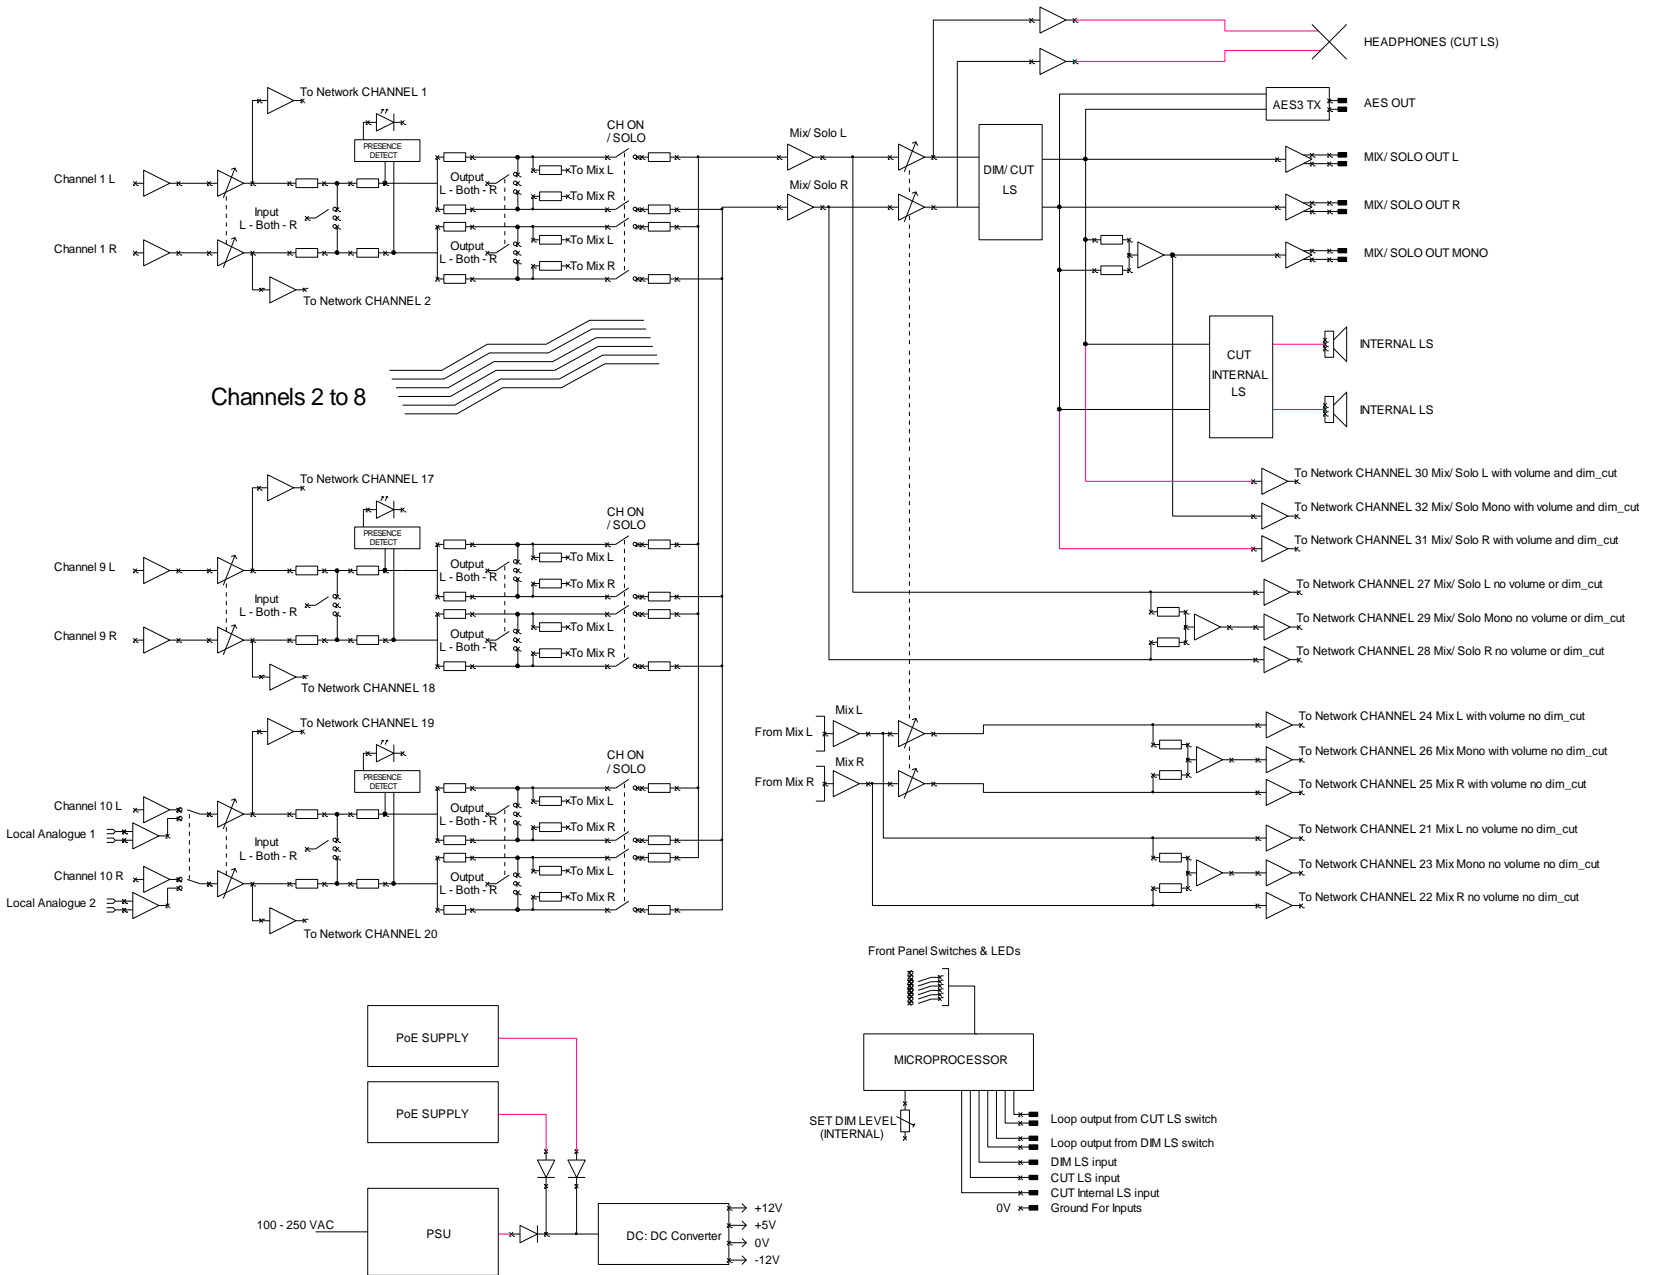 HEADPHONES (CUT LS)
To Network CHANNEL 1
AES3 TX
AES OUT
CH ON
/ SOLO
PRESENCE
DETECT
Mix/ Solo L
MIX/ SOLO OUT L
Channel 1 L
Output
L - Both - R
To Mix L
To Mix R
DIM/ CUT
LS
Mix/ Solo R
MIX/ SOLO OUT R
Input
L - Both - R
Channel 1 R
Output
L - Both - R
To Mix L
To Mix R
MIX/ SOLO OUT MONO
To Network CHANNEL 2
CUT
INTERNAL
LS
INTERNAL LS
INTERNAL LS
Channels 2 to 8
To Network CHANNEL 17
To Network CHANNEL 30 Mix/ Solo L with volume and dim_cut
To Network CHANNEL 32 Mix/ Solo Mono with volume and dim_cut
To Network CHANNEL 31 Mix/ Solo R with volume and dim_cut
CH ON
/ SOLO
PRESENCE
DETECT
Channel 9 L
Output
L - Both - R
To Mix L
To Mix R
Input
L - Both - R
Channel 9 R
Output
L - Both - R
To Mix L
To Mix R
To Network CHANNEL 27 Mix/ Solo L no volume or dim_cut
To Network CHANNEL 29 Mix/ Solo Mono no volume or dim_cut
To Network CHANNEL 28 Mix/ Solo R no volume or dim_cut
To Network CHANNEL 18
To Network CHANNEL 19
CH ON
/ SOLO
PRESENCE
DETECT
Mix L
From Mix L
Mix R
From Mix R
To Network CHANNEL 24 Mix L with volume no dim_cut
To Network CHANNEL 26 Mix Mono with volume no dim_cut
To Network CHANNEL 25 Mix R with volume no dim_cut
Channel 10 L
Local Analogue 1
Output
L - Both - R
To Mix L
To Mix R
Input
L - Both - R
Channel 10 R
Local Analogue 2
Output
L - Both - R
To Mix L
To Mix R
To Network CHANNEL 21 Mix L no volume no dim_cut
To Network CHANNEL 23 Mix Mono no volume no dim_cut
To Network CHANNEL 22 Mix R no volume no dim_cut
To Network CHANNEL 20
Front Panel Switches & LEDs
PoE SUPPLY
MICROPROCESSOR
PoE SUPPLY
SET DIM LEVEL
(INTERNAL)
Loop output from CUT LS switch
Loop output from DIM LS switch
DIM LS input
CUT LS input
CUT Internal LS input
0V
Ground For Inputs
100 - 250 VAC
PSU
DC: DC Converter
+12V
+5V
0V
-12V